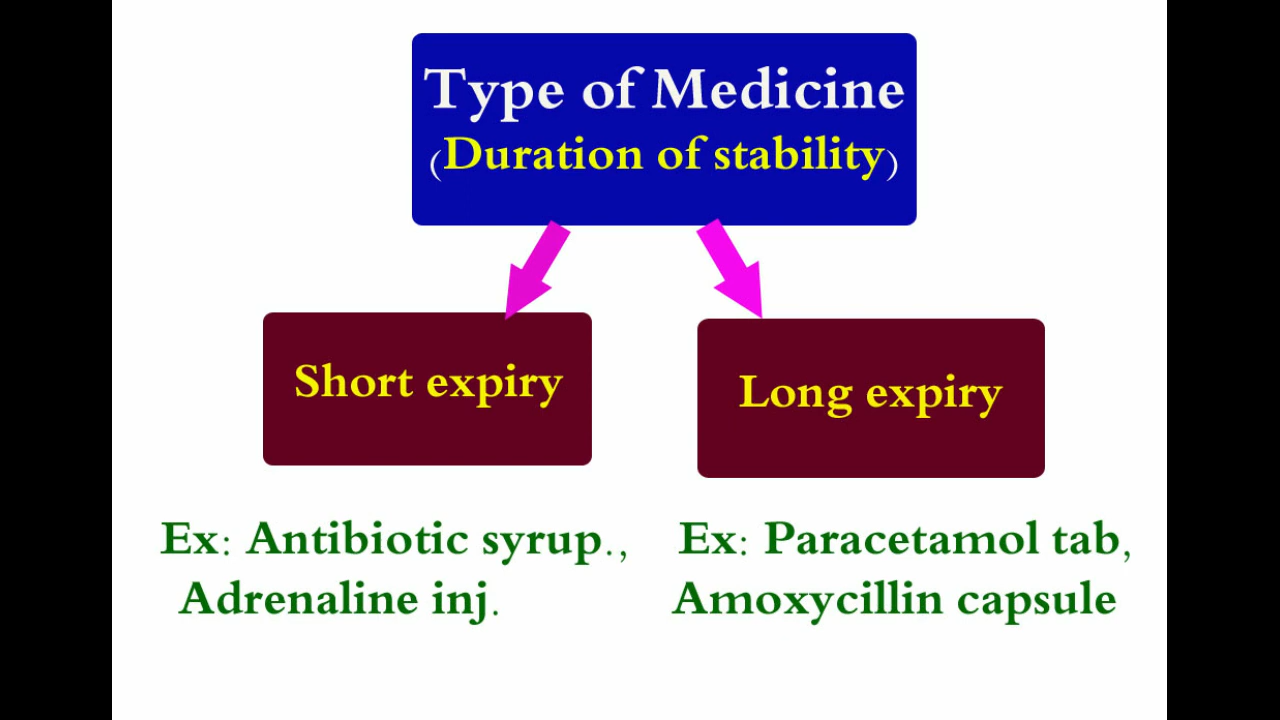 Type of Medicine
(Duration of stability)
Short expiry
Long expiry
Ex: Antibiotic syrup.,
Adrenaline inj.
Ex: Paracetamol tab,
Amoxycillin capsule